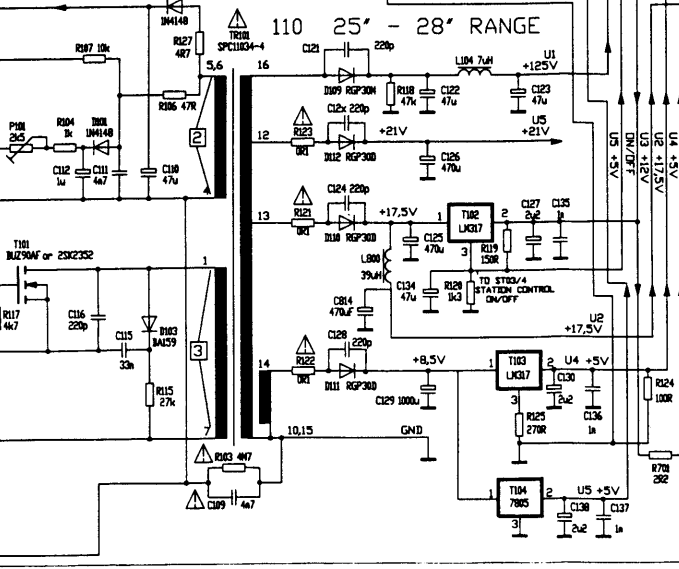 1N4148
TR101
SPC11034-4
110 25" - 28" RANGE
R127
4R7
R107 10k
C121
220p
L104 7uH
U1
+125V
5,6
16
D109 RGP30M
R118
47k
C122
47u
C123
47u
R106 47R
P101
2k5
R104
1k
D101
1N4148
2
12
R123
0R1
C12x 220p
D112 RGP30D
+21V
C126
470u
U5
+21V
C112
1u
C111
4n7
C110
47u
4
U5 +5V
ON/OFF
U3 +12V
U2 +17,5V
U4 +5V
13
R121
0R1
C124 220p
D110 RGP30D
+17,5V
C125
470u
1
T102
LM317
2
3
C127
2u2
C135
1n
R119
150R
T101
BUZ90AF or 2SK2352
1
L800
39uH
C134
47u
R120
1k3
TO ST03/4
STATION CONTROL
ON/OFF
R117
4k7
C116
220p
C115
33n
D103
BA159
C814
470uF
U2
+17,5V
3
C128
220p
14
R122
0R1
D111 RGP30D
+8,5V
C129 1000u
1
T103
LM317
2
3
U4 +5V
C130
2u2
C136
1n
R124
100R
R115
27k
R125
270R
7
10,15
GND
R103 4M7
C109
4n7
R701
2R2
1
T104
7805
2
3
U5 +5V
C138
2u2
C137
1n